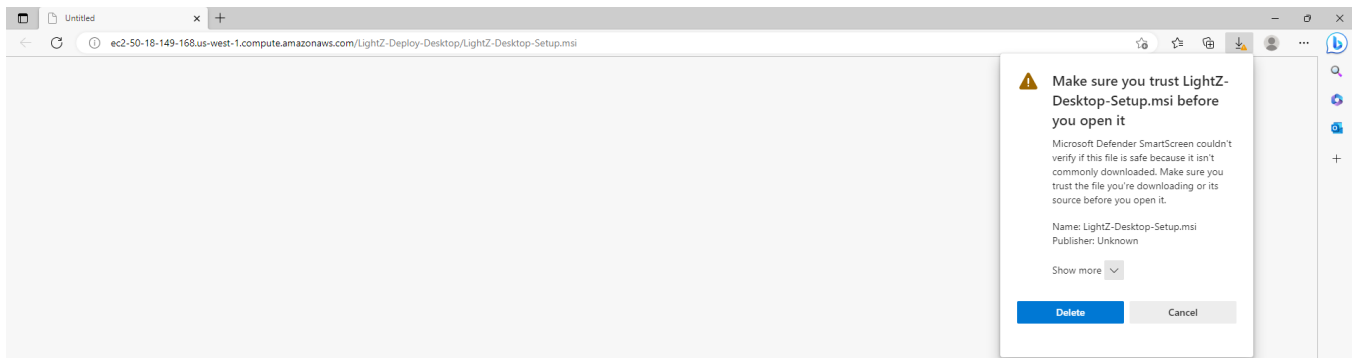 Untitled
ec2-50-18-149-168.us-west-1.compute.amazonaws.com/LightZ-Deploy-Desktop/LightZ-Desktop-Setup.msi
Make sure you trust LightZ-
Desktop-Setup.msi before
you open it
Microsoft Defender SmartScreen couldn't
verify if this file is safe because it isn't
commonly downloaded. Make sure you
trust the file you're downloading or its
source before you open it.
Name: LightZ-Desktop-Setup.msi
Publisher: Unknown
Show more
Delete
Cancel